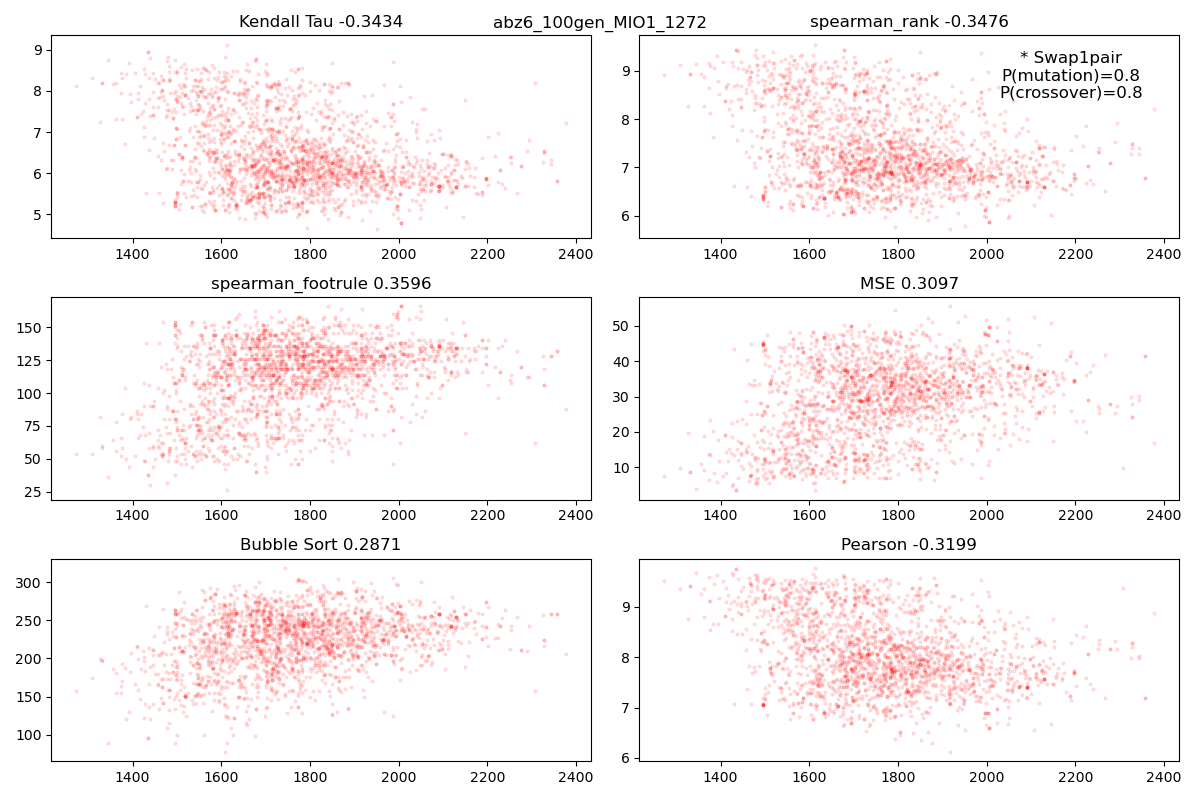 Kendall Tau -0.3434
abz6_100gen_MIO1_1272
spearman_rank -0.3476
9
8
7
6
5
1400 1600 1800 2000 2200 2400
* Swap1pair
P(mutation)=0.8
P(crossover)=0.8
9
8
7
6
1400 1600 1800 2000 2200 2400
spearman_footrule 0.3596
150
125
100
75
50
25
1400 1600 1800 2000 2200 2400
MSE 0.3097
50
40
30
20
10
1400 1600 1800 2000 2200 2400
Bubble Sort 0.2871
300
250
200
150
100
1400 1600 1800 2000 2200 2400
Pearson -0.3199
9
8
7
6
1400 1600 1800 2000 2200 2400